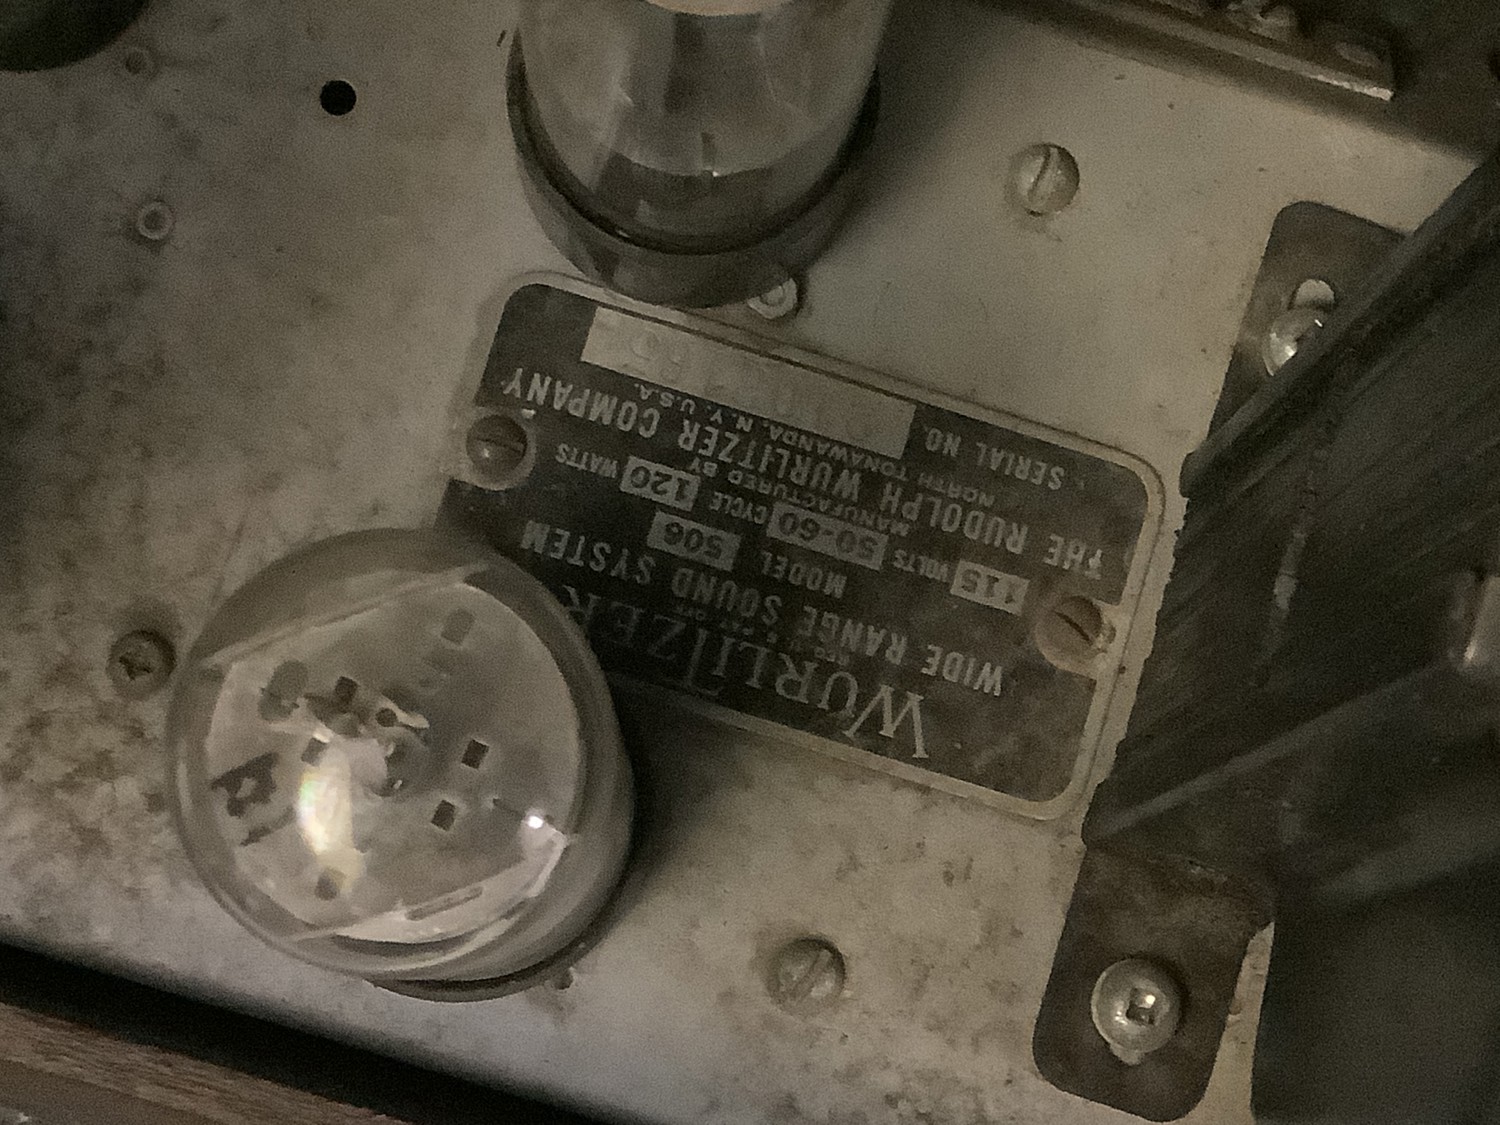 WURLITZER
REG. U.S. PAT. OFF.
WIDE RANGE SOUND SYSTEM
MODEL 506
115 VOLTS 50-60 CYCLE 120 WATTS
MANUFACTURED BY
THE RUDOLPH WURLITZER COMPANY
NORTH TONAWANDA, N.Y. U.S.A.
SERIAL NO.